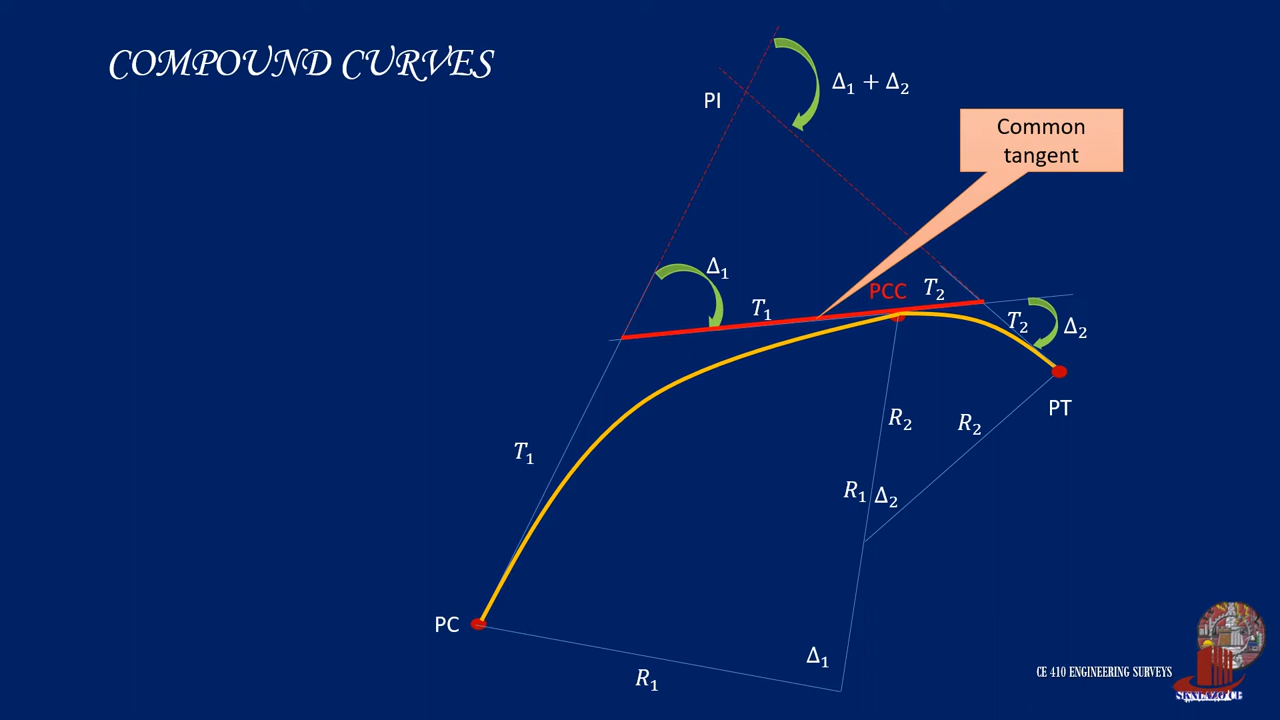 COMPOUND CURVES
Δ₁ + Δ₂
PI
Common
tangent
Δ₁
PCC
T₂
T₁
T₂
Δ₂
PT
R₂
R₂
T₁
R₁
Δ₂
PC
Δ₁
R₁
CE 410 ENGINEERING SURVEYS